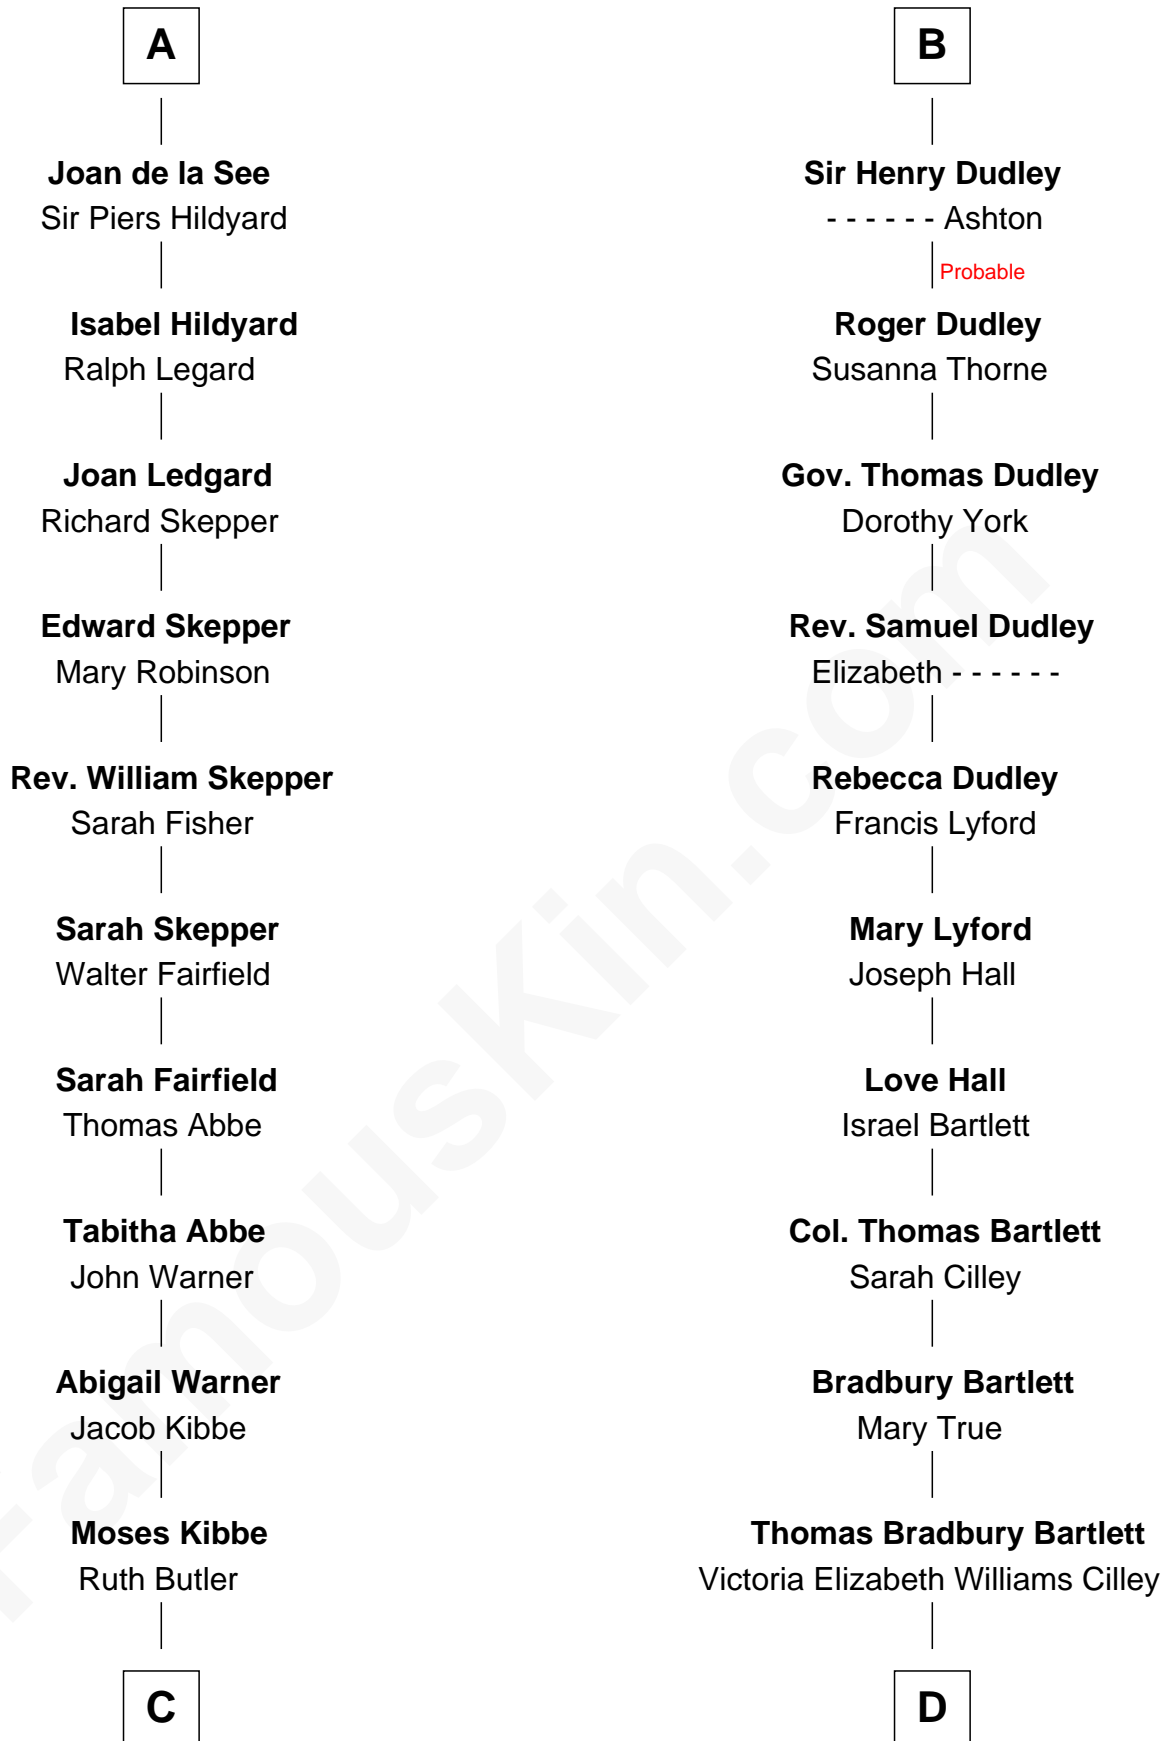 A
Joan de la See
Sir Piers Hildyard
Isabel Hildyard
Ralph Legard
Joan Ledgard
Richard Skepper
Edward Skepper
Mary Robinson
Rev. William Skepper
Sarah Fisher
Sarah Skepper
Walter Fairfield
Sarah Fairfield
Thomas Abbe
Tabitha Abbe
John Warner
Abigail Warner
Jacob Kibbe
Moses Kibbe
Ruth Butler
C
B
Sir Henry Dudley
- - - - - - Ashton
Probable
Roger Dudley
Susanna Thorne
Gov. Thomas Dudley
Dorothy York
Rev. Samuel Dudley
Elizabeth - - - - - -
Rebecca Dudley
Francis Lyford
Mary Lyford
Joseph Hall
Love Hall
Israel Bartlett
Col. Thomas Bartlett
Sarah Cilley
Bradbury Bartlett
Mary True
Thomas Bradbury Bartlett
Victoria Elizabeth Williams Cilley
D
FamousKin.com